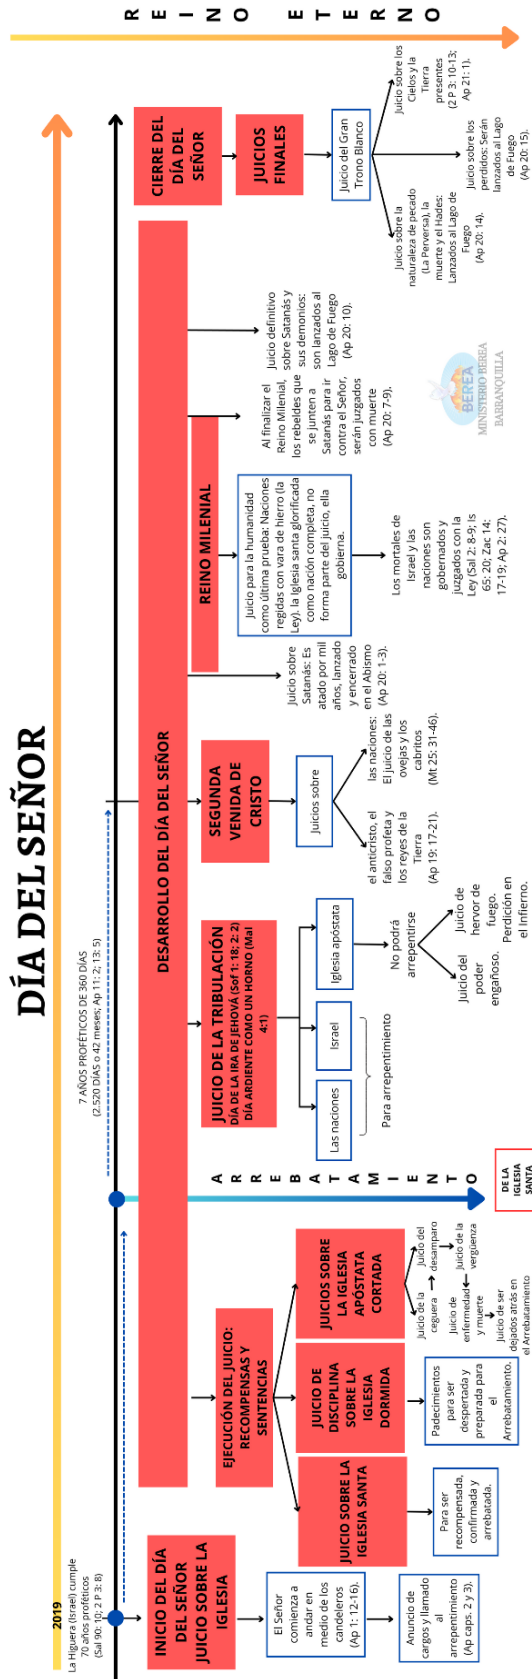 DÍA DEL SEÑOR
REINO ETERNO
2019
La Higuera (Israel) cumple
70 años proféticos
(Sal 90: 10; 2 P 3: 8)
7 AÑOS PROFÉTICOS DE 360 DÍAS
(2.520 DÍAS o 42 meses; Ap 11: 2; 13: 5)
INICIO DEL DÍA
DEL SEÑOR
JUICIO SOBRE LA
IGLESIA
El Señor
comienza a
andar en
medio de los
candeleros
(Ap 1: 12-16).
Anuncio de
cargos y llamado
al
arrepentimiento
(Ap caps. 2 y 3).
DESARROLLO DEL DÍA DEL SEÑOR
EJECUCIÓN DEL JUICIO:
RECOMPENSAS Y
SENTENCIAS
JUICIO SOBRE LA
IGLESIA SANTA
Para ser
recompensada,
confirmada y
arrebatada.
JUICIO DE
DISCIPLINA
SOBRE LA
IGLESIA
DORMIDA
Padecimientos
para ser
despertada y
preparada para
el
Arrebatamiento.
JUICIOS SOBRE
LA IGLESIA
APÓSTATA
CORTADA
Juicio de la
ceguera
Juicio del
desamparo
Juicio de la
vergüenza
Juicio de
enfermedad
y muerte
Juicio de ser
dejados atrás en
el Arrebatamiento
ARREBATAMIENTO
DE LA
IGLESIA
SANTA
JUICIO DE LA TRIBULACIÓN
DÍA DE LA IRA DE JEHOVÁ (Sof 1: 18; 2: 2)
DÍA ARDIENTE COMO UN HORNO (Mal
4:1)
Las naciones
Israel
Iglesia apóstata
Para arrepentimiento
No podrá
arrepentirse
Juicio del
poder
engañoso.
Juicio de
hervor de
fuego.
Perdición en
el Infierno.
SEGUNDA
VENIDA DE
CRISTO
Juicios sobre
el anticristo, el
falso profeta y
los reyes de la
Tierra
(Ap 19: 17-21).
las naciones:
El juicio de las
ovejas y los
cabritos
(Mt 25: 31-46).
Juicio sobre
Satanás: Es
atado por mil
años, lanzado
y encerrado
en el Abismo
(Ap 20: 1-3).
REINO MILENIAL
Juicio para la humanidad
como última prueba: Naciones
regidas con vara de hierro (la
Ley). la Iglesia santa glorificada
como nación completa, no
forma parte del juicio, ella
gobierna.
Los mortales de
Israel y las
naciones son
gobernados y
juzgados con la
Ley (Sal 2: 8-9; Is
65: 20; Zac 14:
17-19; Ap 2: 27).
Al finalizar el
Reino Milenial,
los rebeldes que
se junten a
Satanás para ir
contra el Señor,
serán juzgados
con muerte
(Ap 20: 7-9).
Juicio definitivo
sobre Satanás y
sus demonios:
son lanzados al
Lago de Fuego
(Ap 20: 10).
CIERRE DEL
DÍA DEL
SEÑOR
JUICIOS
FINALES
Juicio del Gran
Trono Blanco
Juicio sobre la
naturaleza de pecado
(La Perversa), la
muerte y el Hades:
Lanzados al Lago de
Fuego
(Ap 20: 14).
Juicio sobre los
perdidos: Serán
lanzados al Lago
de Fuego
(Ap 20: 15).
Juicio sobre los
Cielos y la
Tierra
presentes
(2 P 3: 10-13;
Ap 21: 1).
BEREA
MINISTERIO BEREA
BARRANQUILLA